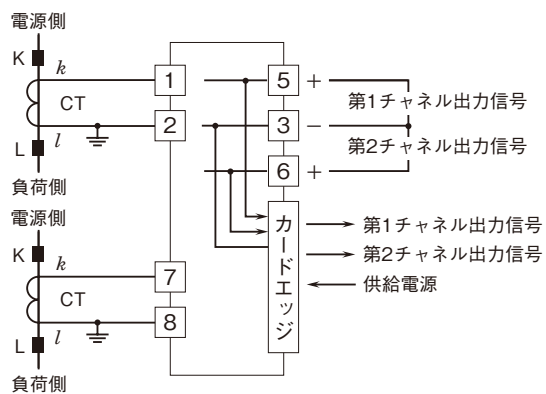 電源側
K
k
CT
l
L
負荷側
1
2
5
+
第1チャネル出力信号
3
−
第2チャネル出力信号
6
+
電源側
K
k
CT
l
L
負荷側
7
8
カードエッジ
第1チャネル出力信号
第2チャネル出力信号
供給電源